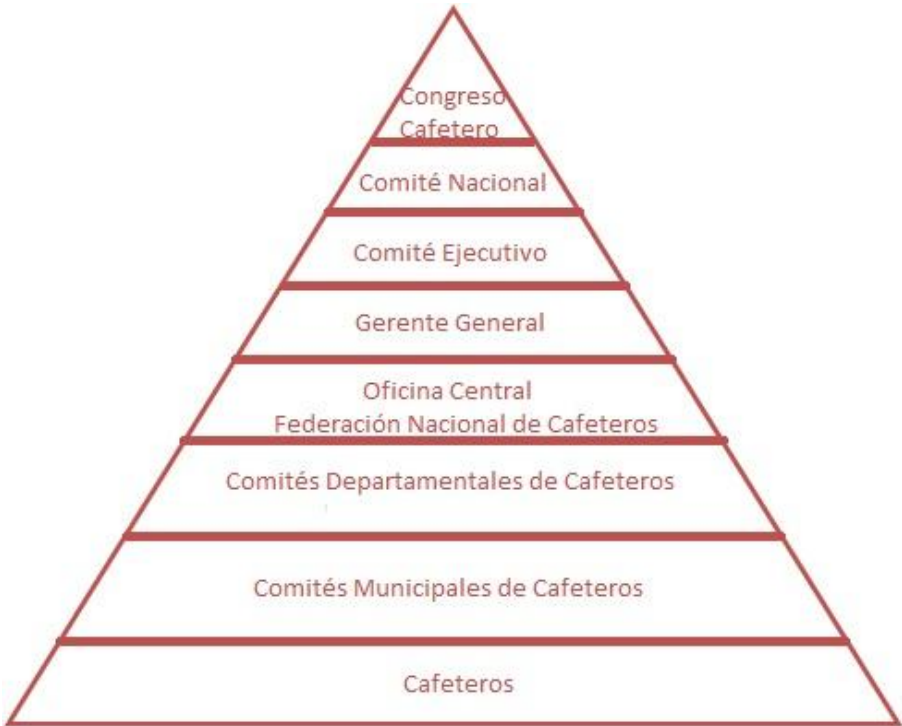 Congreso
Cafetero
Comité Nacional
Comité Ejecutivo
Gerente General
Oficina Central
Federación Nacional de Cafeteros
Comités Departamentales de Cafeteros
Comités Municipales de Cafeteros
Cafeteros